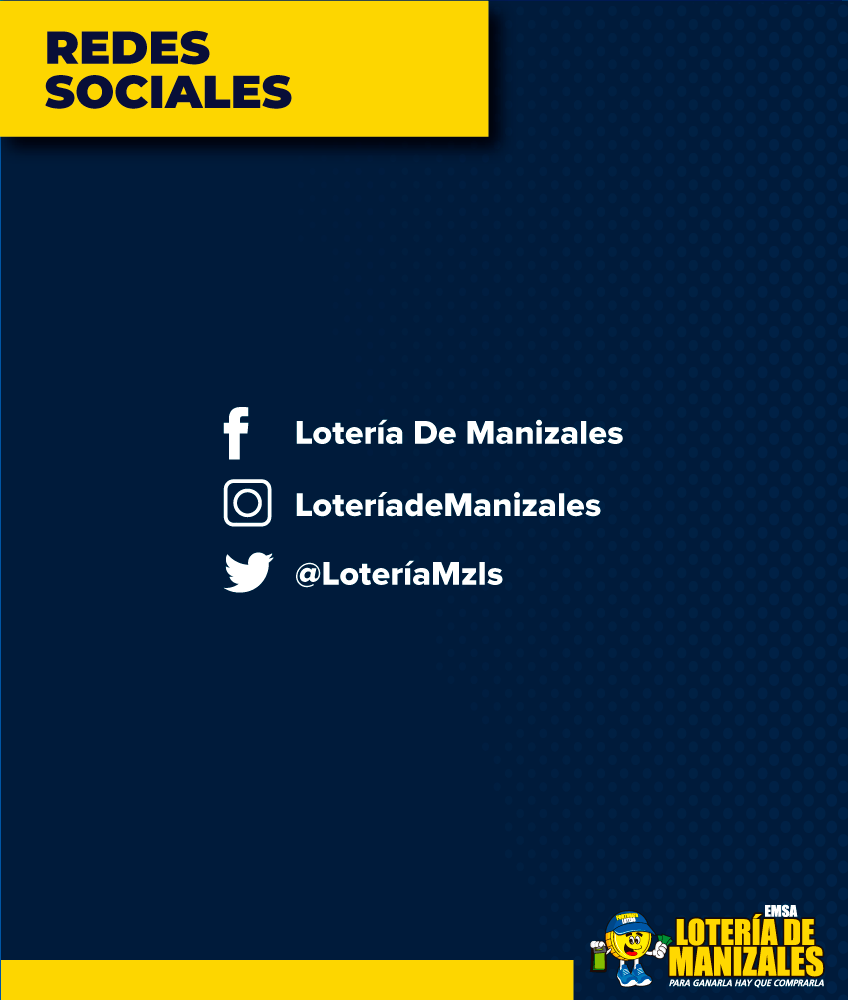 REDES
SOCIALES
Lotería De Manizales
LoteríadeManizales
@LoteríaMzls
EMSA
LOTERÍA DE
MANIZALES
PARA GANARLA HAY QUE COMPRARLA